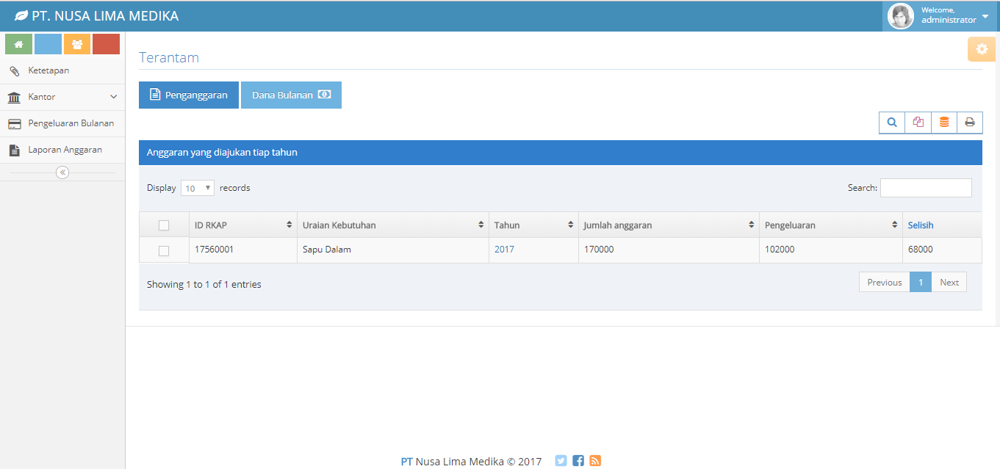 PT. NUSA LIMA MEDIKA
Welcome,
administrator
Ketetapan
Kantor
Pengeluaran Bulanan
Laporan Anggaran
Terantam
Penganggaran
Dana Bulanan
Anggaran yang diajukan tiap tahun
Display 10 records
Search:
ID RKAP Uraian Kebutuhan Tahun Jumlah anggaran Pengeluaran Selisih
17560001 Sapu Dalam 2017 170000 102000 68000
Showing 1 to 1 of 1 entries
Previous 1 Next
PT Nusa Lima Medika © 2017